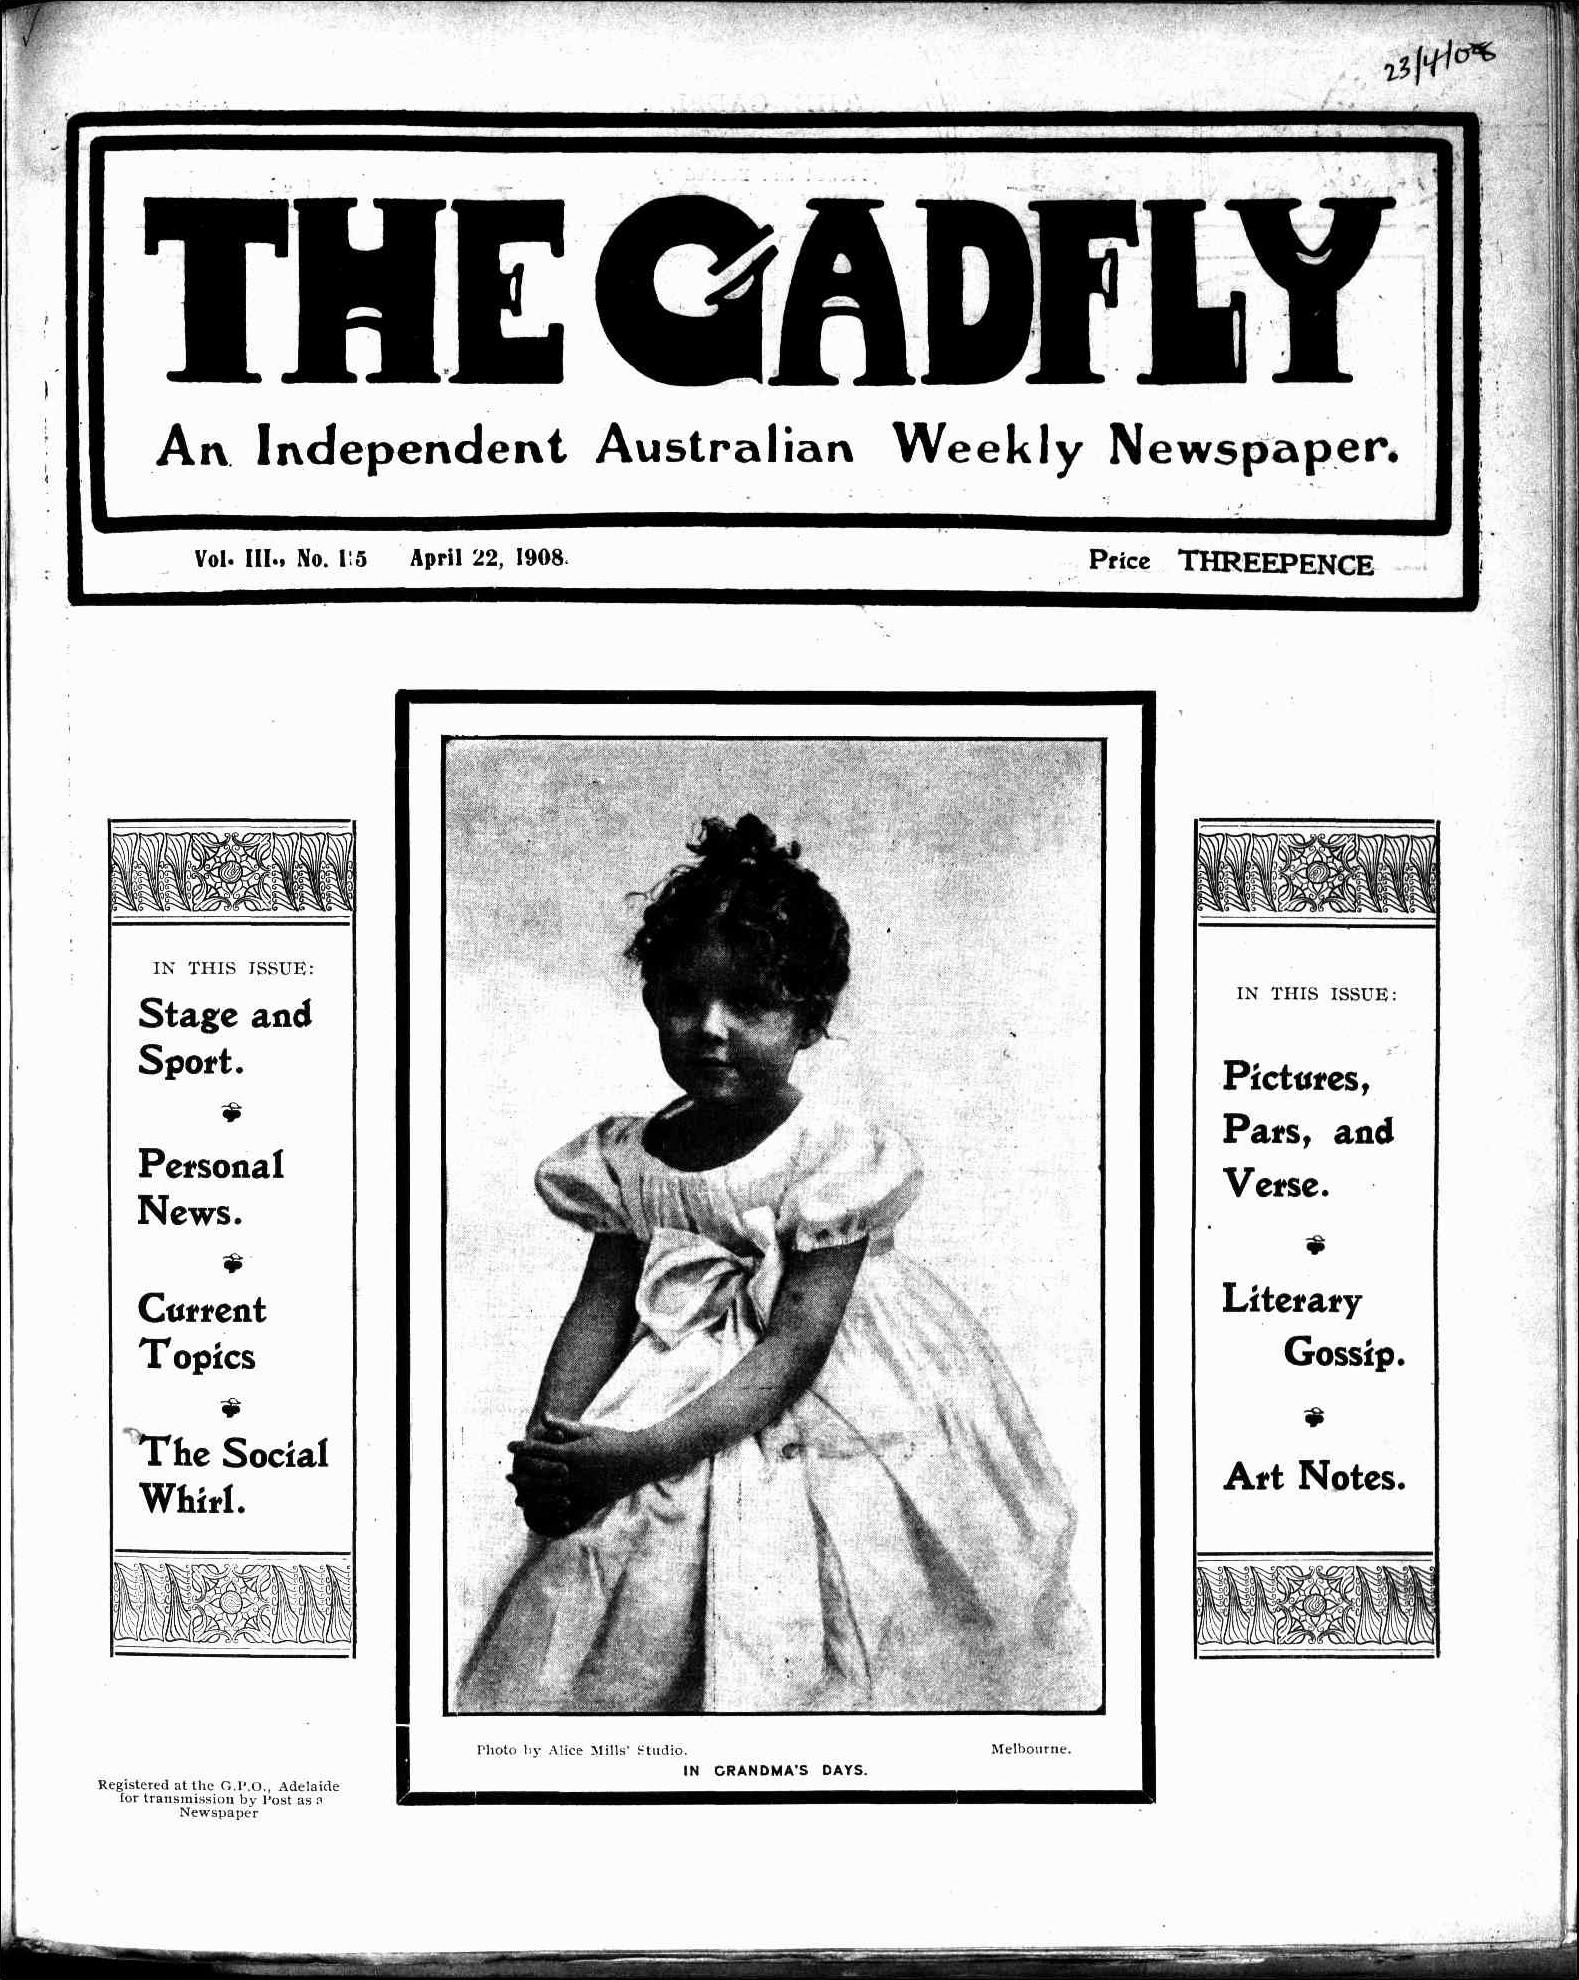 23/4/08
THE GADFLY
An Independent Australian Weekly Newspaper.
Vol. III., No. 115 April 22, 1908.
Price THREEPENCE
IN THIS ISSUE:
Stage and
Sport.
Personal
News.
Current
Topics
The Social
Whirl.
IN THIS ISSUE:
Pictures,
Pars, and
Verse.
Literary
Gossip.
Art Notes.
Photo by Alice Mills' Studio. Melbourne.
IN GRANDMA'S DAYS.
Registered at the G.P.O., Adelaide
for transmission by Post as a
Newspaper